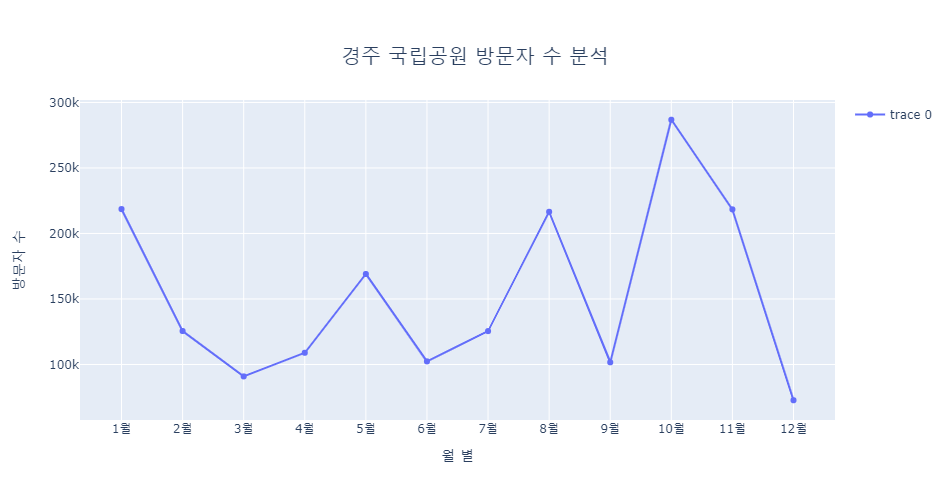 경주 국립공원 방문자 수 분석
300k
250k
200k
150k
100k
방문자 수
trace 0
1월 2월 3월 4월 5월 6월 7월 8월 9월 10월 11월 12월
월 별